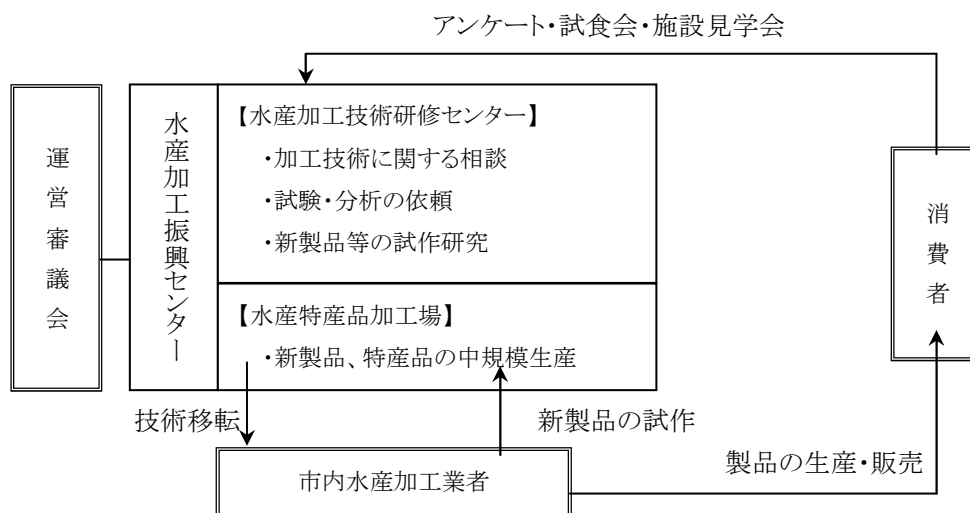 アンケート・試食会・施設見学会
運営審議会
水産加工振興センター
【水産加工技術研修センター】
・加工技術に関する相談
・試験・分析の依頼
・新製品等の試作研究
【水産特産品加工場】
・新製品、特産品の中規模生産
消費者
技術移転
新製品の試作
製品の生産・販売
市内水産加工業者